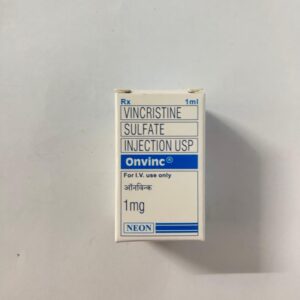 Rx 1ml
VINCRISTINE
SULFATE
INJECTION USP
Onvinc®
For I.V. use only
ऑनविन्क
1mg
NEON